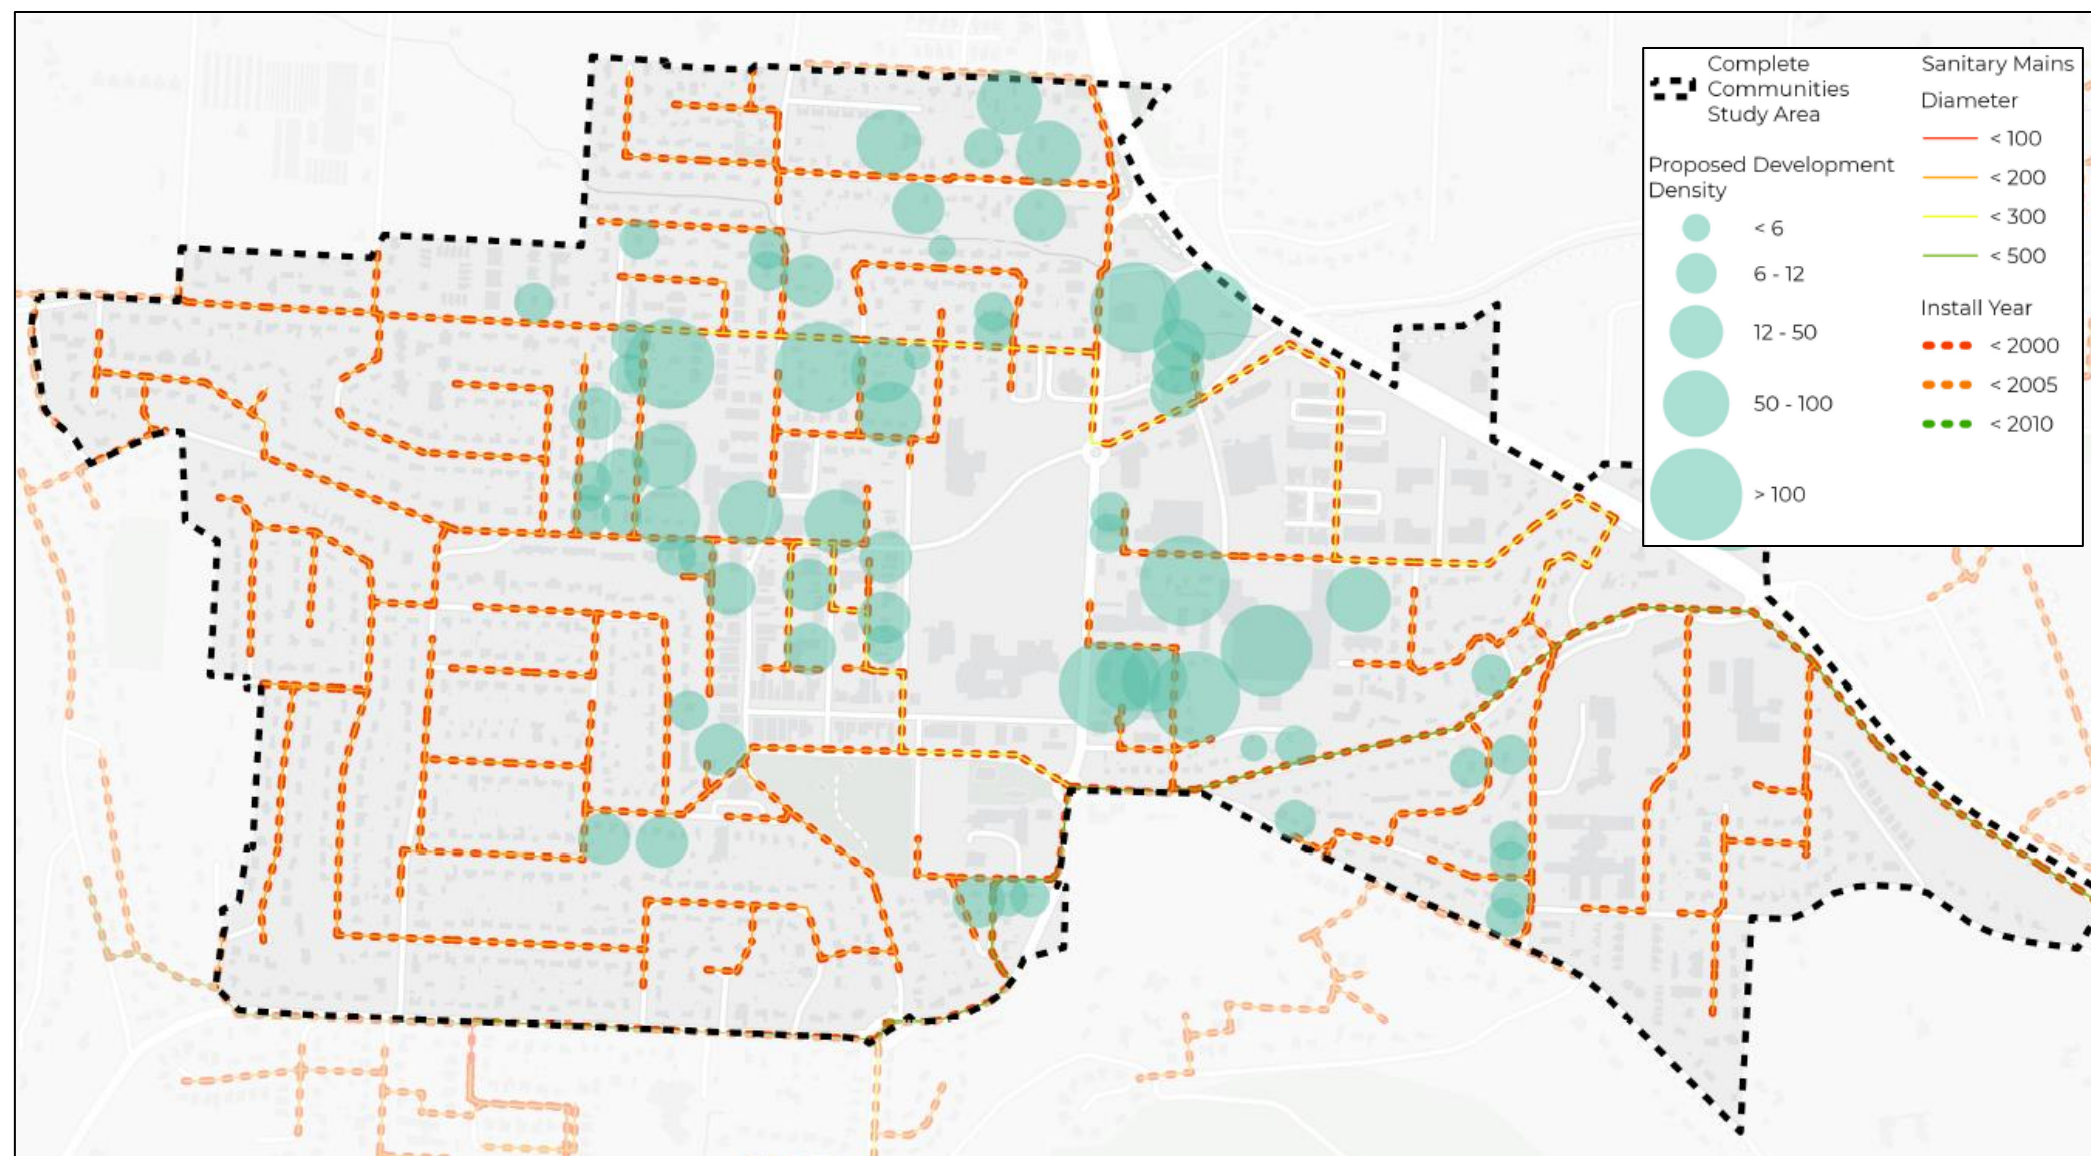 Complete
Communities
Study Area
Proposed Development
Density
< 6
6 - 12
12 - 50
50 - 100
> 100
Sanitary Mains
Diameter
< 100
< 200
< 300
< 500
Install Year
< 2000
< 2005
< 2010